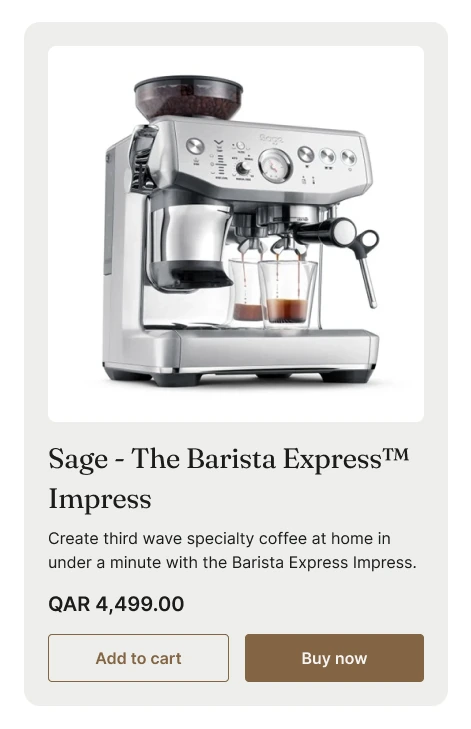 Sage
Sage - The Barista Express™
Impress
Create third wave specialty coffee at home in
under a minute with the Barista Express Impress.
QAR 4,499.00
Add to cart
Buy now